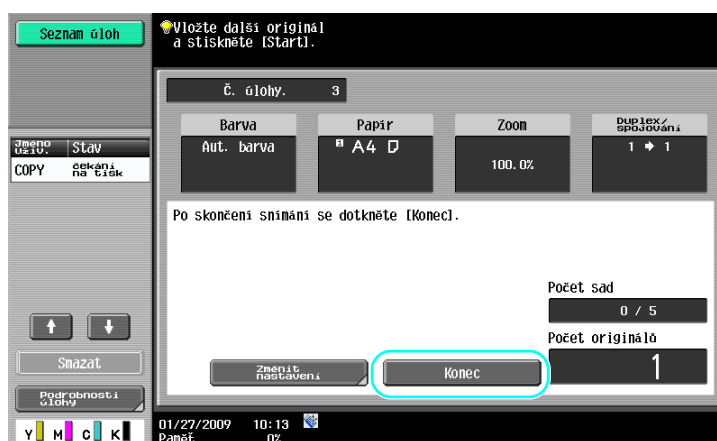 Seznam úloh
Vložte další originál
a stiskněte [Start].
Č. úlohy. 3
Barva
Papír
Zoom
Duplex/
spojování
Aut. barva
1 A4
100.0%
1 → 1
Jméno
uživ.
Stav
COPY
čekání
na tisk
Po skončení snímání se dotkněte [Konec].
Počet sad
0 / 5
Počet originálů
1
Změnit
nastavení
Konec
Smazat
Podrobnosti
úlohy
Y M C K
01/27/2009 10:13
Paměť 0%